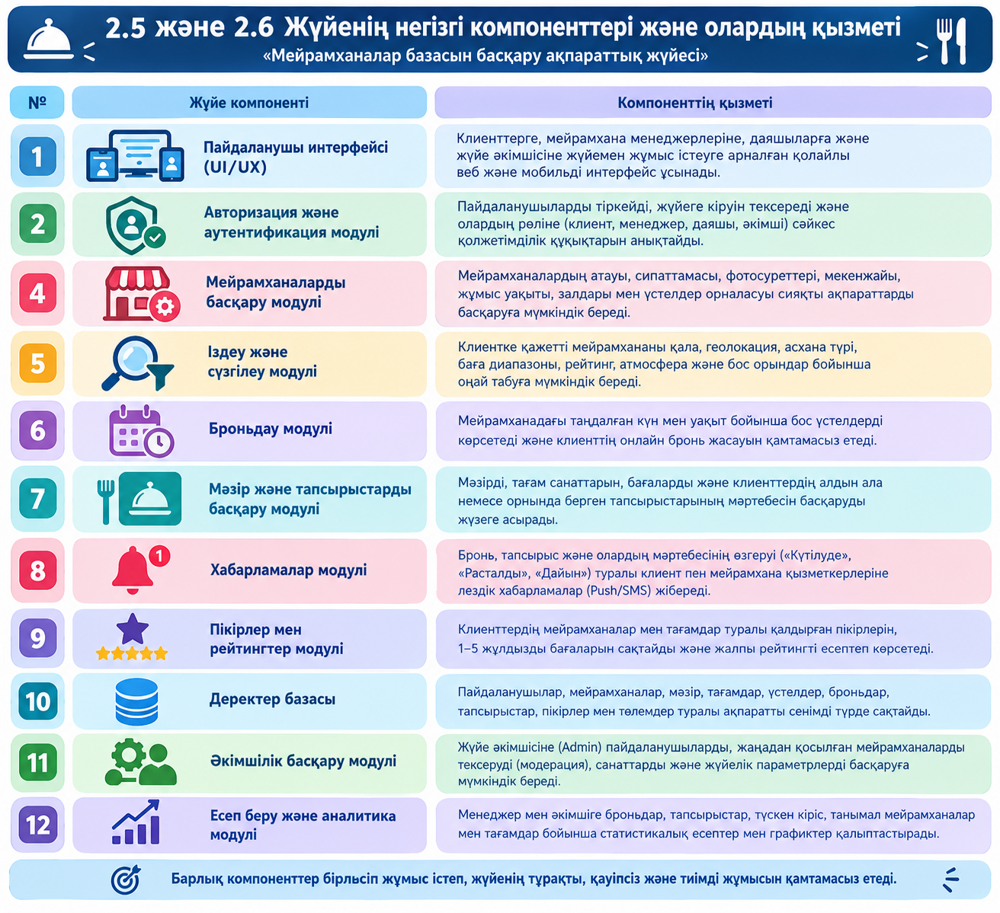 2.5 және 2.6 Жүйенің негізгі компоненттері және олардың қызметі
«Мейрамханалар базасын басқару ақпараттық жүйесі»
№ Жүйе компоненті Компоненттің қызметі
1
Пайдаланушы интерфейсі
(UI/UX)
Клиенттерге, мейрамхана менеджерлеріне, даяшыларға және
жүйе әкімшісіне жүйемен жұмыс істеуге арналған қолайлы
веб және мобильді интерфейс ұсынады.
2
Авторизация және
аутентификация модулі
Пайдаланушыларды тіркейді, жүйеге кіруін тексереді және
олардың рөліне (клиент, менеджер, даяшы, әкімші) сәйкес
қолжетімділік құқықтарын анықтайды.
4
Мейрамханаларды
басқару модулі
Мейрамханалардың атауы, сипаттамасы, фотосуреттері, мекенжайы,
жұмыс уақыты, залдары мен үстелдер орналасуы сияқты ақпараттарды
басқаруға мүмкіндік береді.
5
Іздеу және
сүзгілеу модулі
Клиентке қажетті мейрамхананы қала, геолокация, асхана түрі,
баға диапазоны, рейтинг, атмосфера және бос орындар бойынша
оңай табуға мүмкіндік береді.
6
Броньдау модулі
Мейрамханадағы таңдалған күн мен уақыт бойынша бос үстелдерді
көрсетеді және клиенттің онлайн бронь жасауын қамтамасыз етеді.
7
Мәзір және тапсырыстарды
басқару модулі
Мәзірді, тағам санаттарын, бағаларды және клиенттердің алдын ала
немесе орнында берген тапсырыстарының мәртебесін басқаруды
жүзеге асырады.
8
1
Хабарламалар модулі
Бронь, тапсырыс және олардың мәртебесінің өзгеруі («Күтілуде»,
«Расталды», «Дайын») туралы клиент пен мейрамхана қызметкерлеріне
лездік хабарламалар (Push/SMS) жібереді.
9
Пікірлер мен
рейтингтер модулі
Клиенттердің мейрамханалар мен тағамдар туралы қалдырған пікірлерін,
1–5 жұлдызды бағаларын сақтайды және жалпы рейтингті есептеп көрсетеді.
10
Деректер базасы
Пайдаланушылар, мейрамханалар, мәзір, тағамдар, үстелдер, броньдар,
тапсырыстар, пікірлер мен төлемдер туралы ақпаратты сенімді түрде сақтайды.
11
Әкімшілік басқару модулі
Жүйе әкімшісіне (Admin) пайдаланушыларды, жаңадан қосылған мейрамханаларды
тексеруді (модерация), санаттарды және жүйелік параметрлерді басқаруға
мүмкіндік береді.
12
Есеп беру және аналитика
модулі
Менеджер мен әкімшіге броньдар, тапсырыстар, түскен кіріс, танымал мейрамханалар
мен тағамдар бойынша статистикалық есептер мен графиктер қалыптастырады.
Барлық компоненттер бірльсіп жұмыс істеп, жүйенің тұрақты, қауіпсіз және тиімді жұмысын қамтамасыз етеді.